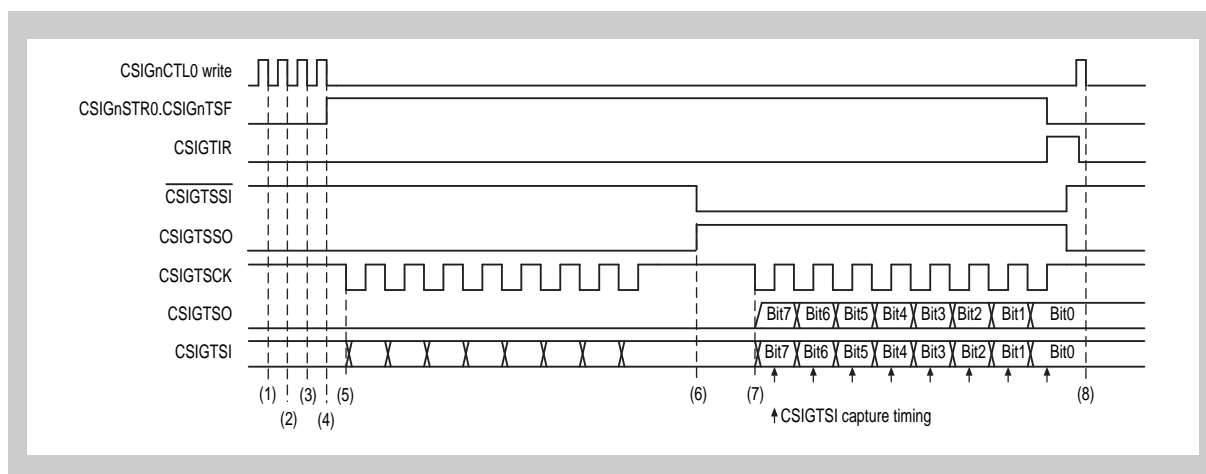 CSIGnCTL0 write
CSIGnSTR0.CSIGnTSF
CSIGTIR
CSIGTSSI
CSIGTSSO
CSIGTSCK
CSIGTSO Bit7 Bit6 Bit5 Bit4 Bit3 Bit2 Bit1 Bit0
CSIGTSI Bit7 Bit6 Bit5 Bit4 Bit3 Bit2 Bit1 Bit0
(1) (3) (5) (6) (7) (8)
(2) (4) CSIGTSI capture timing